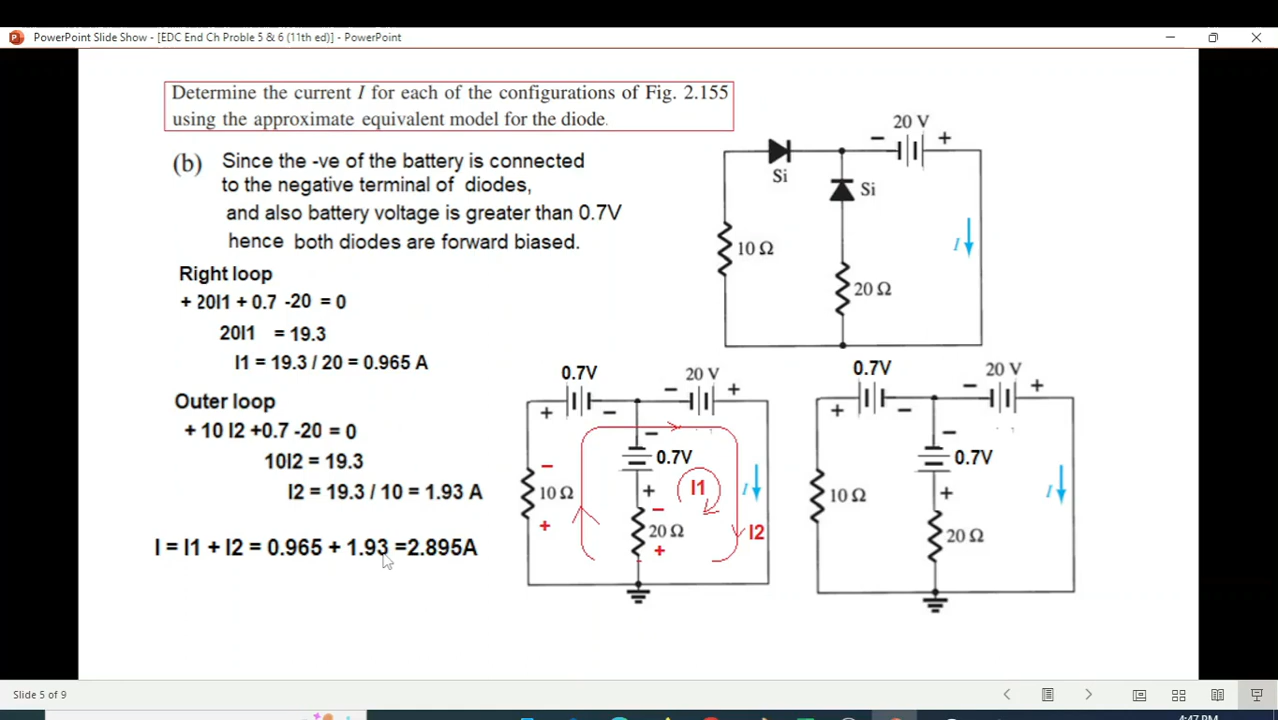 PowerPoint Slide Show - [EDC End Ch Proble 5 & 6 (11th ed)] - PowerPoint
Determine the current I for each of the configurations of Fig. 2.155
using the approximate equivalent model for the diode.
(b) Since the -ve of the battery is connected
to the negative terminal of diodes,
and also battery voltage is greater than 0.7V
hence both diodes are forward biased.
Right loop
+ 20I1 + 0.7 -20 = 0
20I1 = 19.3
I1 = 19.3 / 20 = 0.965 A
Outer loop
+ 10 I2 +0.7 -20 = 0
10I2 = 19.3
I2 = 19.3 / 10 = 1.93 A
I = I1 + I2 = 0.965 + 1.93 =2.895A
20 V
- +
Si
Si
10 Ω
I
20 Ω
0.7V
20 V
- +
+ -
-
0.7V
-
10 Ω
+
I1
I
+
-
20 Ω
I2
+
0.7V
20 V
- +
+ -
-
0.7V
10 Ω
+
I
20 Ω
Slide 5 of 9
4:47 PM